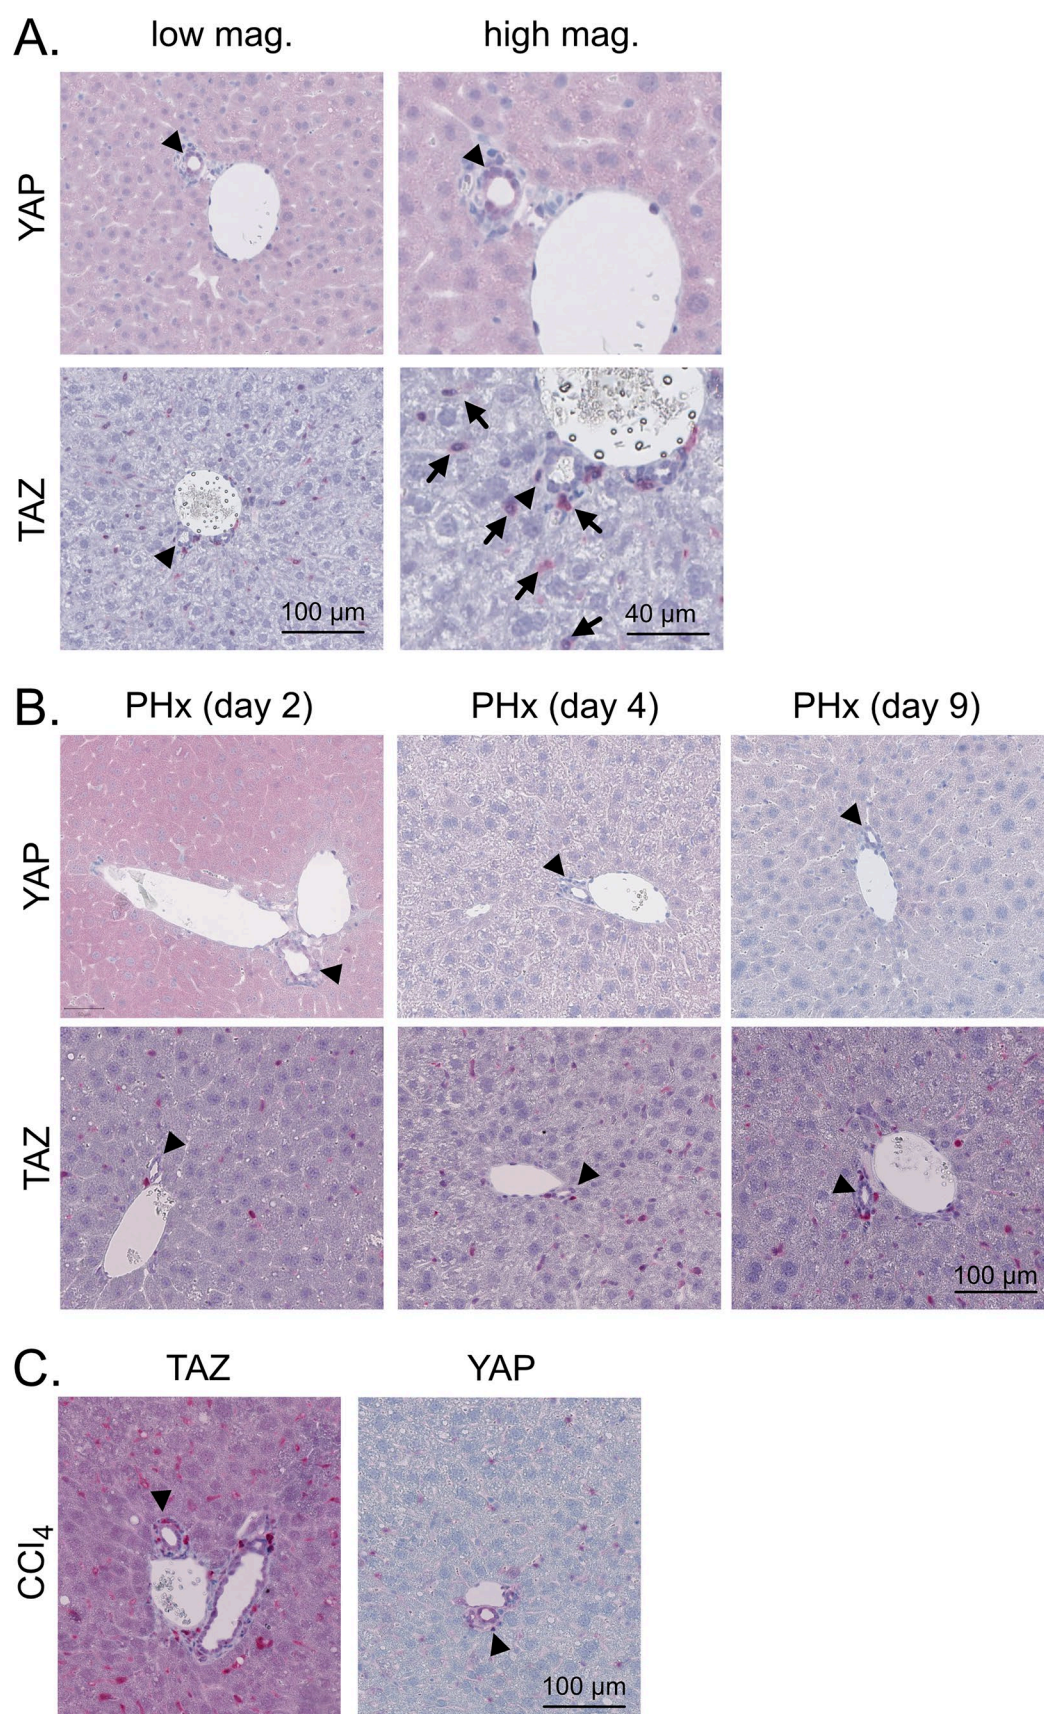 A. low mag. high mag.
YAP
TAZ
100 µm 40 µm
B. PHx (day 2) PHx (day 4) PHx (day 9)
YAP
TAZ
100 µm
C. TAZ YAP
CCl₄
100 µm